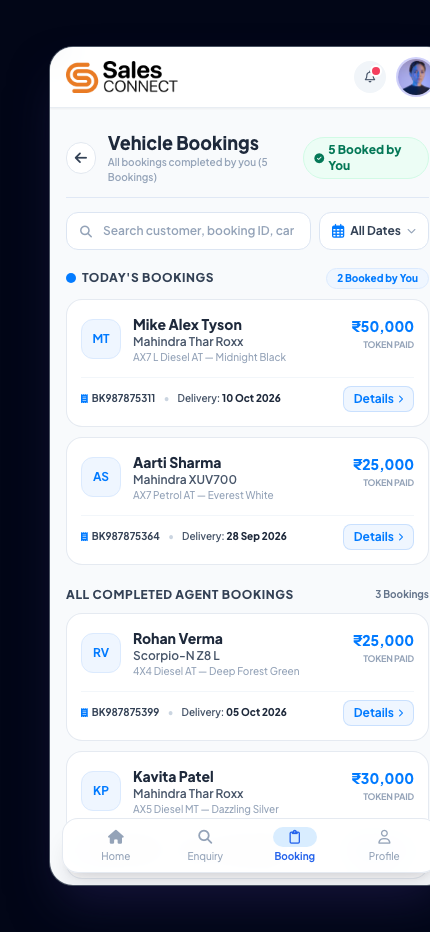 Sales
CONNECT
Vehicle Bookings
All bookings completed by you (5
Bookings)
5 Booked by
You
Search customer, booking ID, car
All Dates
TODAY'S BOOKINGS
2 Booked by You
MT
Mike Alex Tyson
Mahindra Thar Roxx
AX7 L Diesel AT — Midnight Black
₹50,000
TOKEN PAID
BK987875311 • Delivery: 10 Oct 2026
Details
AS
Aarti Sharma
Mahindra XUV700
AX7 Petrol AT — Everest White
₹25,000
TOKEN PAID
BK987875364 • Delivery: 28 Sep 2026
Details
ALL COMPLETED AGENT BOOKINGS
3 Bookings
RV
Rohan Verma
Scorpio-N Z8 L
4X4 Diesel AT — Deep Forest Green
₹25,000
TOKEN PAID
BK987875399 • Delivery: 05 Oct 2026
Details
KP
Kavita Patel
Mahindra Thar Roxx
AX5 Diesel MT — Dazzling Silver
₹30,000
TOKEN PAID
Home
Enquiry
Booking
Profile